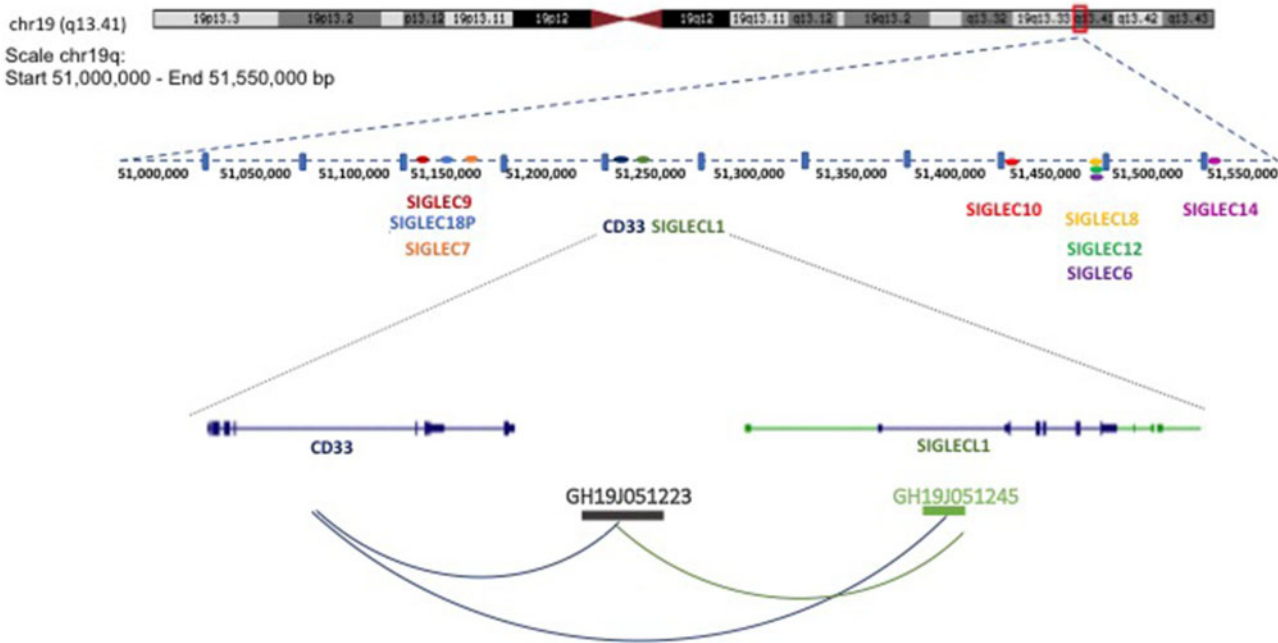 19p13.3 19p13.2 p13.12 19p13.11 19p12 19q12 19q13.11 q13.12 19q13.2 q13.32 19q13.33 q13.41 q13.42 q13.43
chr19 (q13.41)
Scale chr19q:
Start 51,000,000 - End 51,550,000 bp
51,000,000 51,050,000 51,100,000 51,150,000 51,200,000 51,250,000 51,300,000 51,350,000 51,400,000 51,450,000 51,500,000 51,550,000
SIGLEC9
SIGLEC18P
SIGLEC7
CD33 SIGLECL1
SIGLEC10
SIGLECL8
SIGLEC12
SIGLEC6
SIGLEC14
CD33
SIGLECL1
GH19J051223
GH19J051245